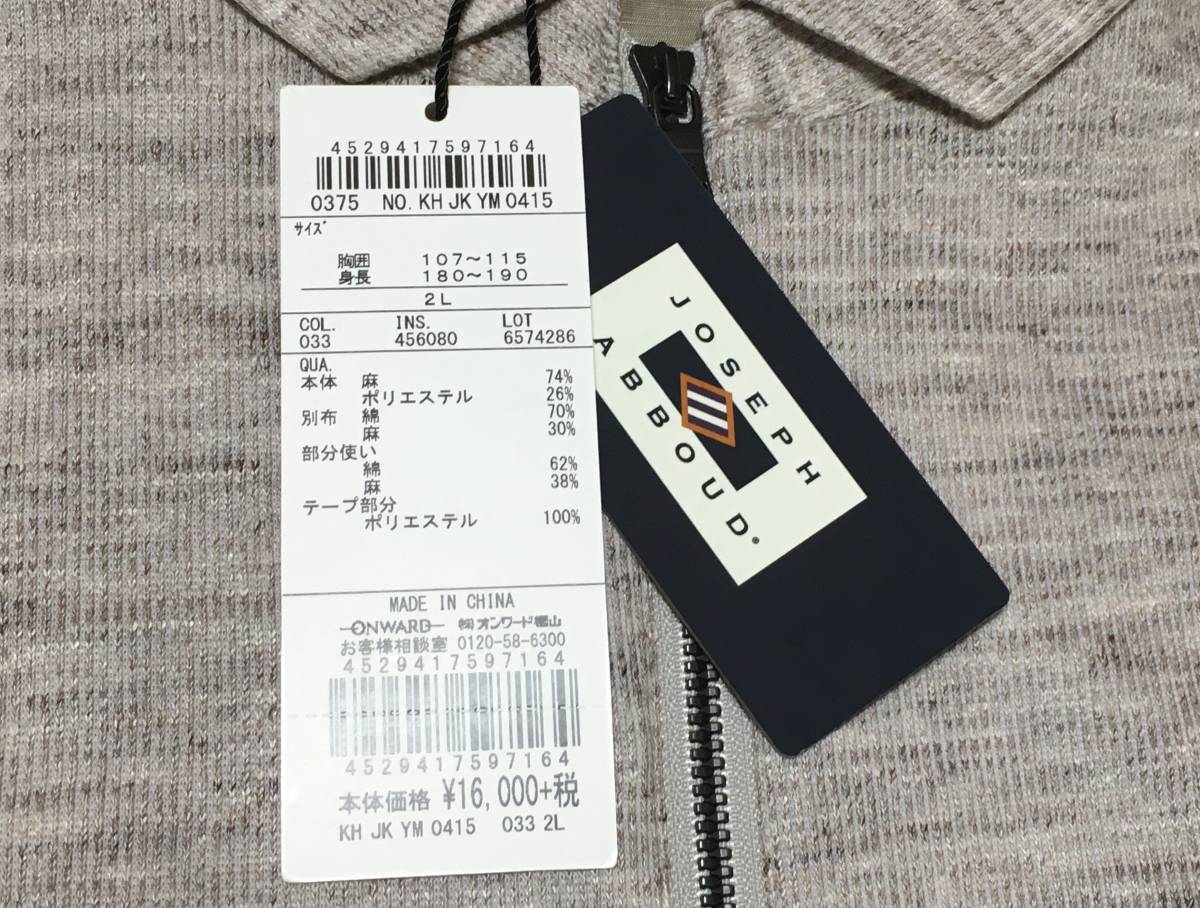 4529417597164
0375 NO. KH JK YM 0415
サイズ
胸囲 107〜115
身長 180〜190
2L
COL. INS. LOT
033 456080 6574286
QUA.
本体 麻 74%
ポリエステル 26%
別布 綿 70%
麻 30%
部分使い
綿 62%
麻 38%
テープ部分
ポリエステル 100%
MADE IN CHINA
ONWARD ㈱オンワード樫山
お客様相談室 0120-58-6300
4529417597164
4529417597164
本体価格 ¥16,000+税
KH JK YM 0415 033 2L
JOSEPH
ABBOUD®